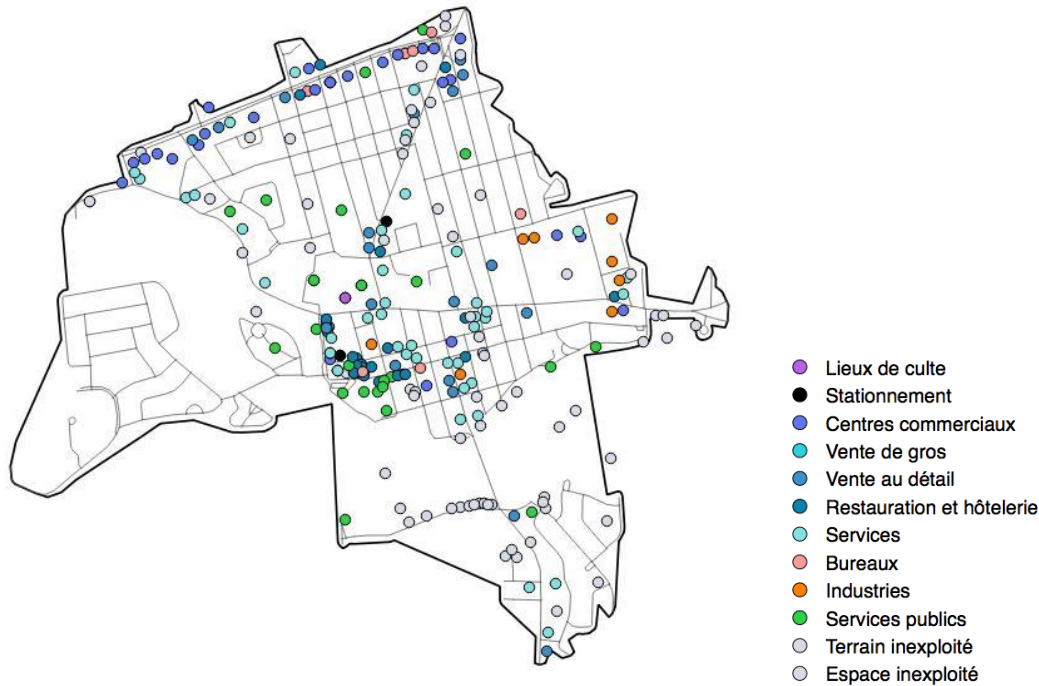 Lieux de culte
Stationnement
Centres commerciaux
Vente de gros
Vente au détail
Restauration et hôtelerie
Services
Bureaux
Industries
Services publics
Terrain inexploité
Espace inexploité